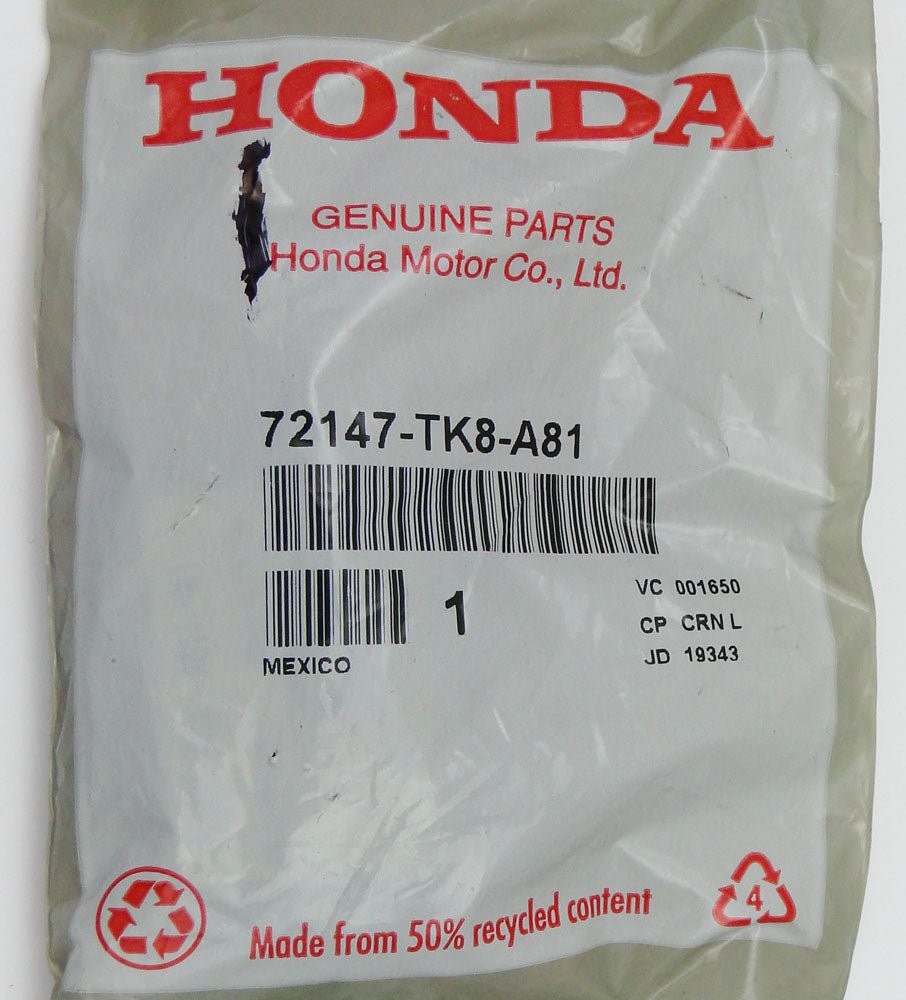 HONDA
GENUINE PARTS
Honda Motor Co., Ltd.
72147-TK8-A81
1
MEXICO
VC 001650
CP CRN L
JD 19343
Made from 50% recycled content
4